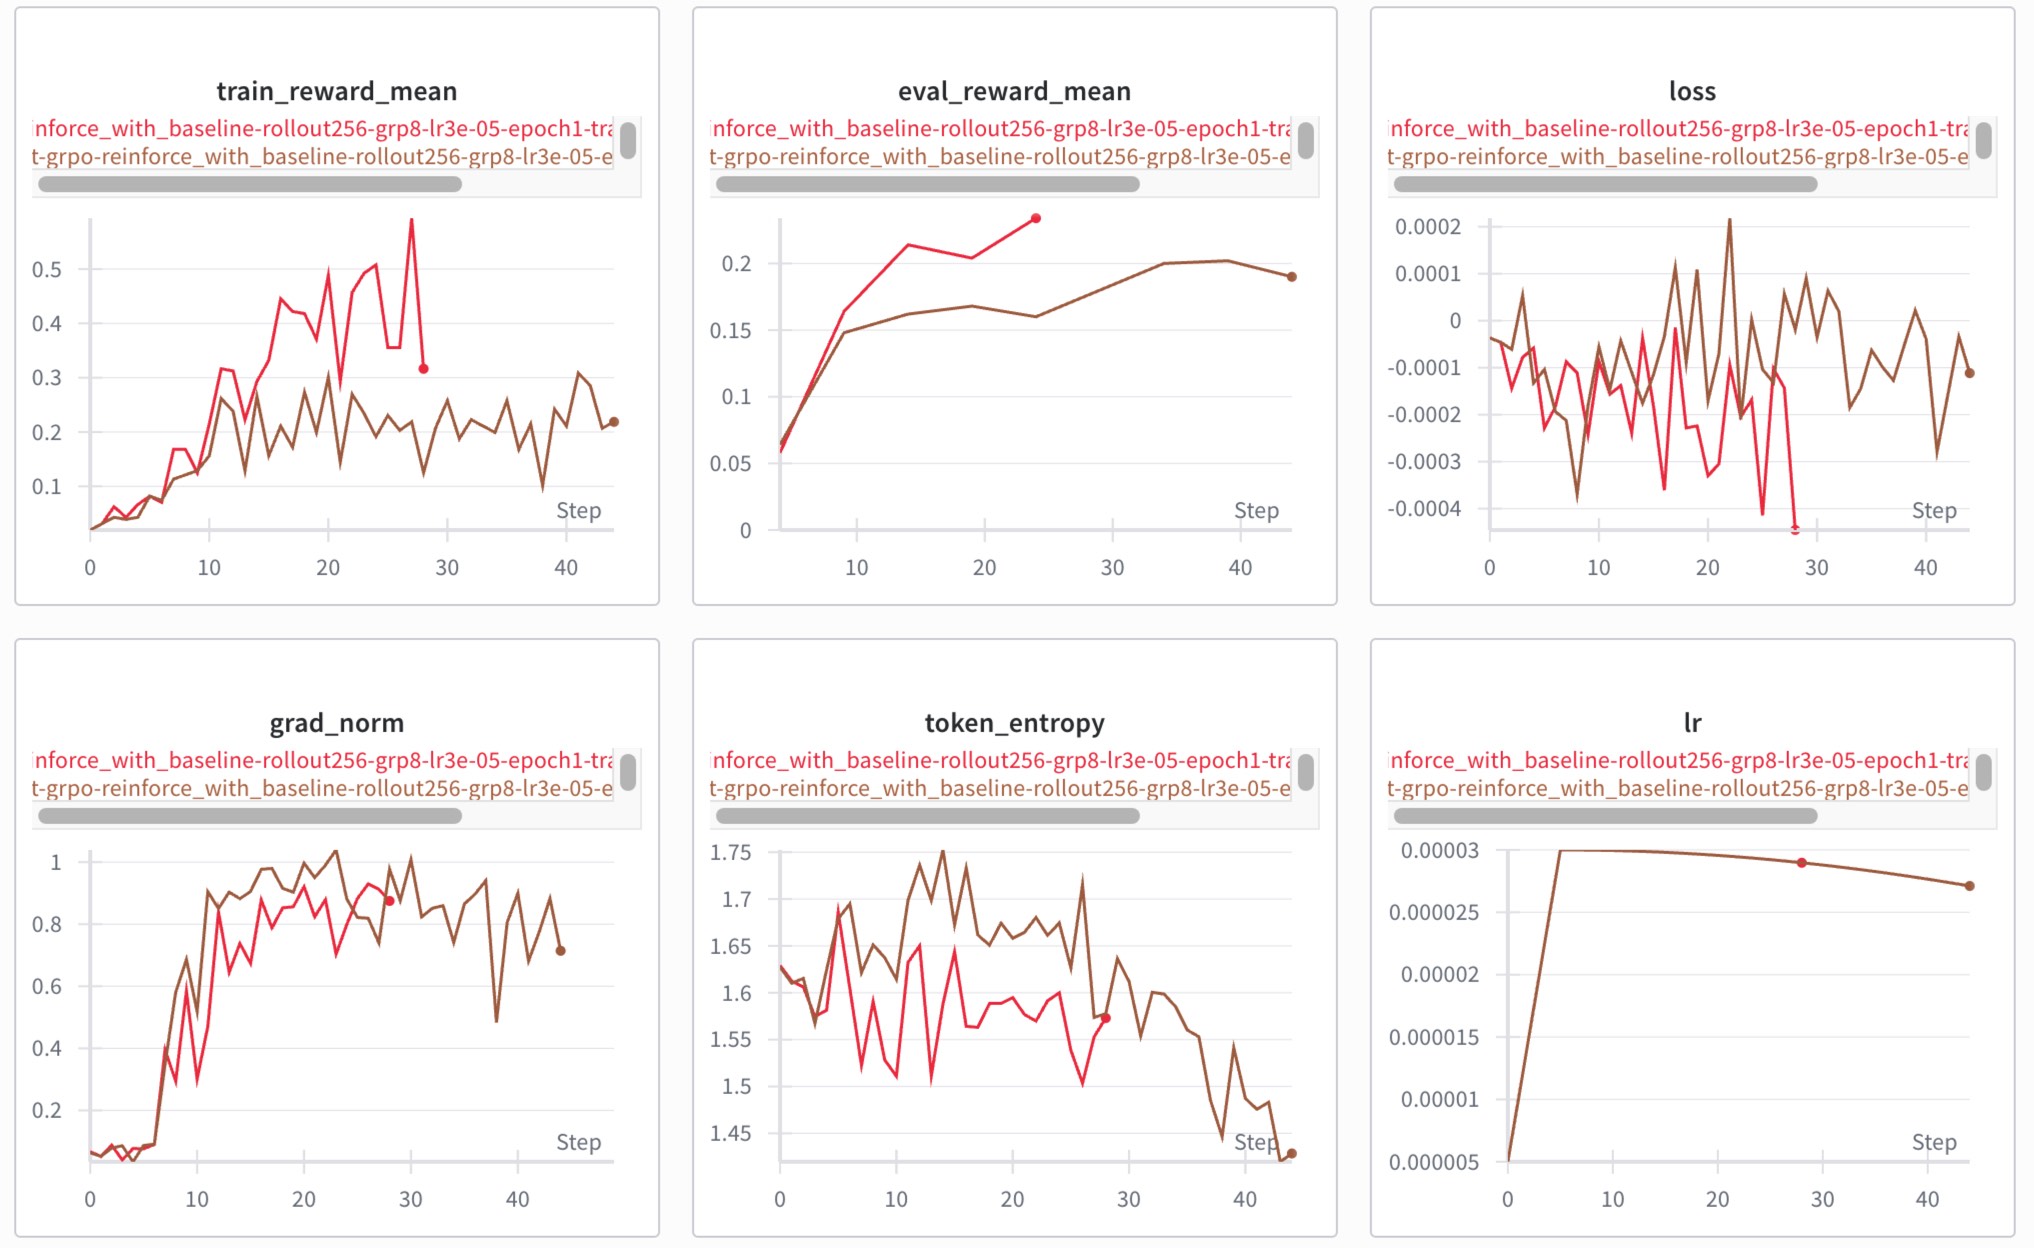 train_reward_mean
inforce_with_baseline-rollout256-grp8-lr3e-05-epoch1-tra
t-grpo-reinforce_with_baseline-rollout256-grp8-lr3e-05-e
0.5
0.4
0.3
0.2
0.1
Step
0 10 20 30 40
eval_reward_mean
inforce_with_baseline-rollout256-grp8-lr3e-05-epoch1-tra
t-grpo-reinforce_with_baseline-rollout256-grp8-lr3e-05-e
0.2
0.15
0.1
0.05
0
Step
10 20 30 40
loss
inforce_with_baseline-rollout256-grp8-lr3e-05-epoch1-tra
t-grpo-reinforce_with_baseline-rollout256-grp8-lr3e-05-e
0.0002
0.0001
0
-0.0001
-0.0002
-0.0003
-0.0004
Step
0 10 20 30 40
grad_norm
inforce_with_baseline-rollout256-grp8-lr3e-05-epoch1-tra
t-grpo-reinforce_with_baseline-rollout256-grp8-lr3e-05-e
1
0.8
0.6
0.4
0.2
Step
0 10 20 30 40
token_entropy
inforce_with_baseline-rollout256-grp8-lr3e-05-epoch1-tra
t-grpo-reinforce_with_baseline-rollout256-grp8-lr3e-05-e
1.75
1.7
1.65
1.6
1.55
1.5
1.45
Step
0 10 20 30 40
lr
inforce_with_baseline-rollout256-grp8-lr3e-05-epoch1-tra
t-grpo-reinforce_with_baseline-rollout256-grp8-lr3e-05-e
0.00003
0.000025
0.00002
0.000015
0.00001
0.000005
Step
0 10 20 30 40